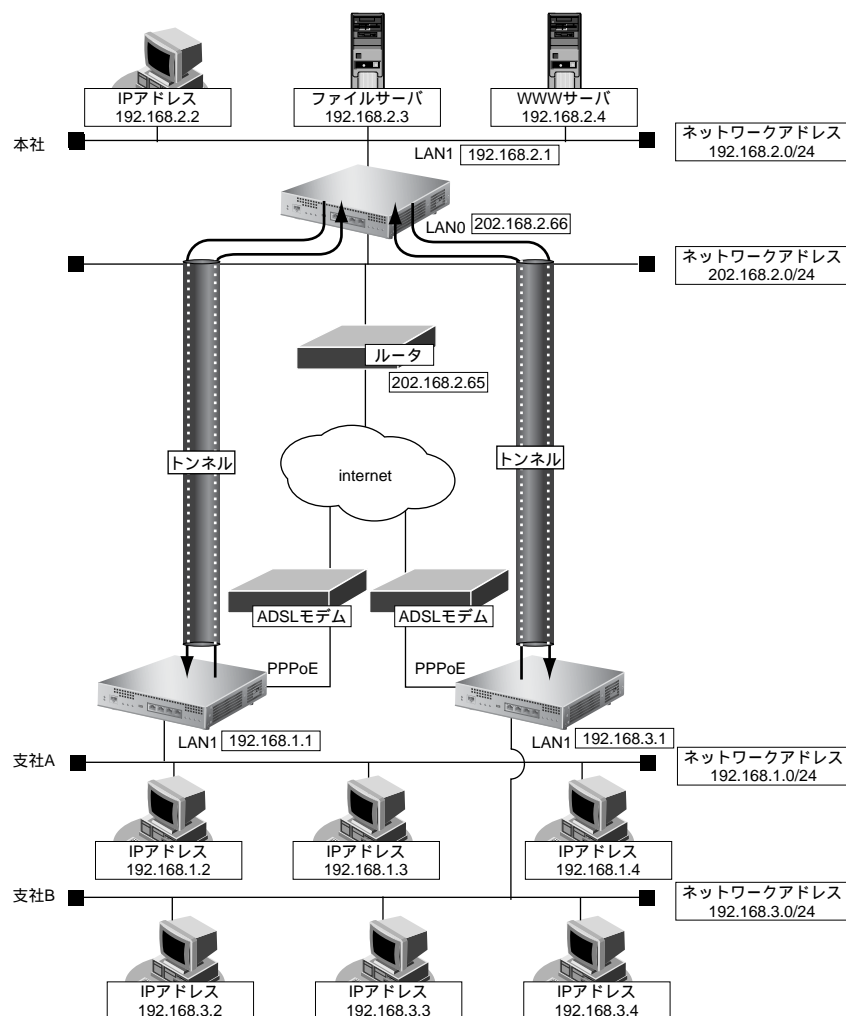 IPアドレス
192.168.2.2
ファイルサーバ
192.168.2.3
WWWサーバ
192.168.2.4
本社
ネットワークアドレス
192.168.2.0/24
LAN1
192.168.2.1
LAN0
202.168.2.66
ネットワークアドレス
202.168.2.0/24
ルータ
202.168.2.65
トンネル
internet
トンネル
ADSLモデム
ADSLモデム
PPPoE
PPPoE
LAN1
192.168.1.1
LAN1
192.168.3.1
支社A
ネットワークアドレス
192.168.1.0/24
IPアドレス
192.168.1.2
IPアドレス
192.168.1.3
IPアドレス
192.168.1.4
支社B
ネットワークアドレス
192.168.3.0/24
IPアドレス
192.168.3.2
IPアドレス
192.168.3.3
IPアドレス
192.168.3.4